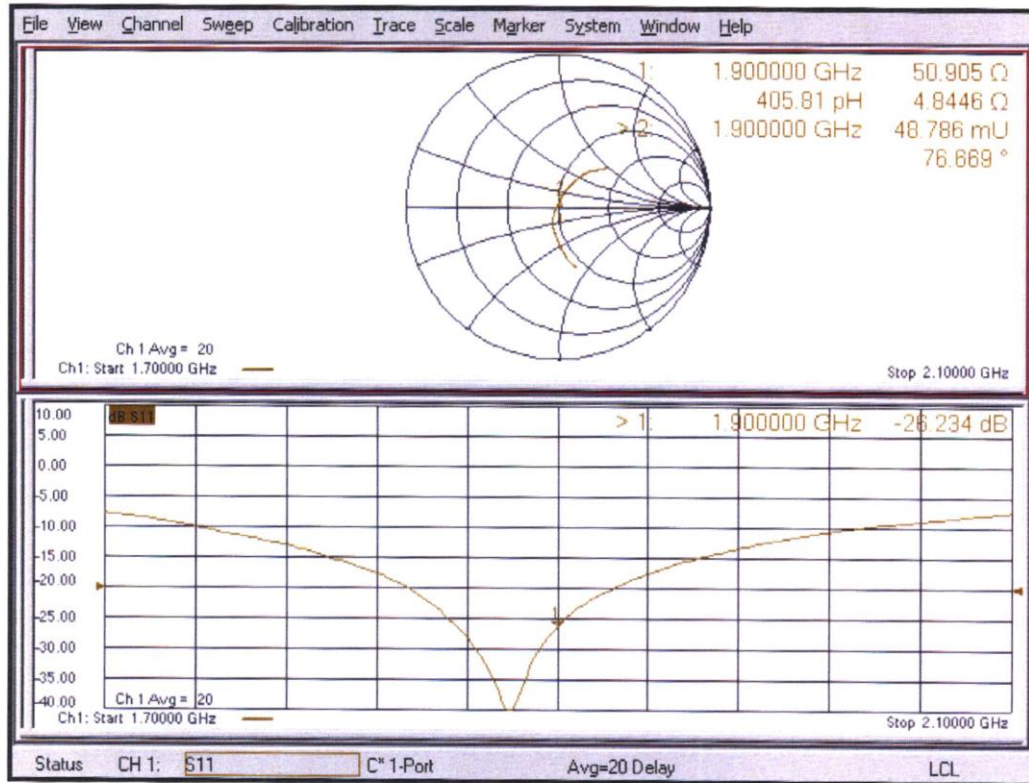 File View Channel Sweep Calibration Trace Scale Marker System Window Help
1: 1.900000 GHz 50.905 Ω
405.81 pH 4.8446 Ω
> 2: 1.900000 GHz 48.786 mU
76.669 °
Ch 1 Avg = 20
Ch1: Start 1.70000 GHz
Stop 2.10000 GHz
10.00
dB S11
> 1: 1.900000 GHz -26.234 dB
5.00
0.00
-5.00
-10.00
-15.00
-20.00
-25.00
1
-30.00
-35.00
-40.00
Ch 1 Avg = 20
Ch1: Start 1.70000 GHz
Stop 2.10000 GHz
Status CH 1: S11 C* 1-Port Avg=20 Delay LCL